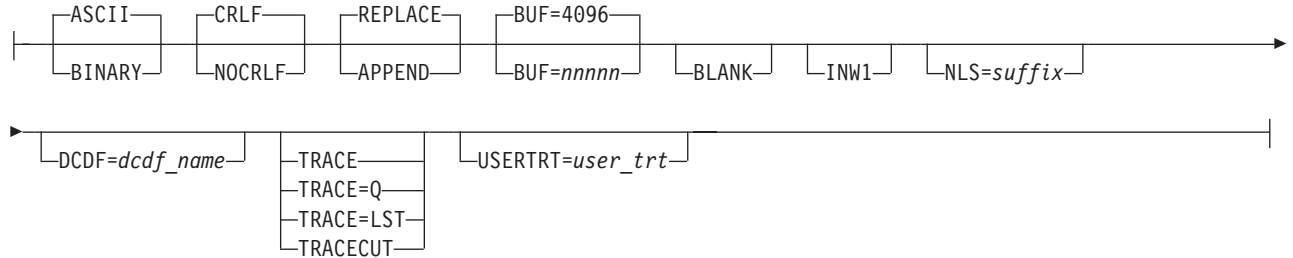 ASCII CRLF REPLACE BUF=4096
BINARY NOCRLF APPEND BUF=nnnnn BLANK INW1 NLS=suffix
DCDF=dcdf_name TRACE USERTRT=user_trt
TRACE=Q
TRACE=LST
TRACECUT